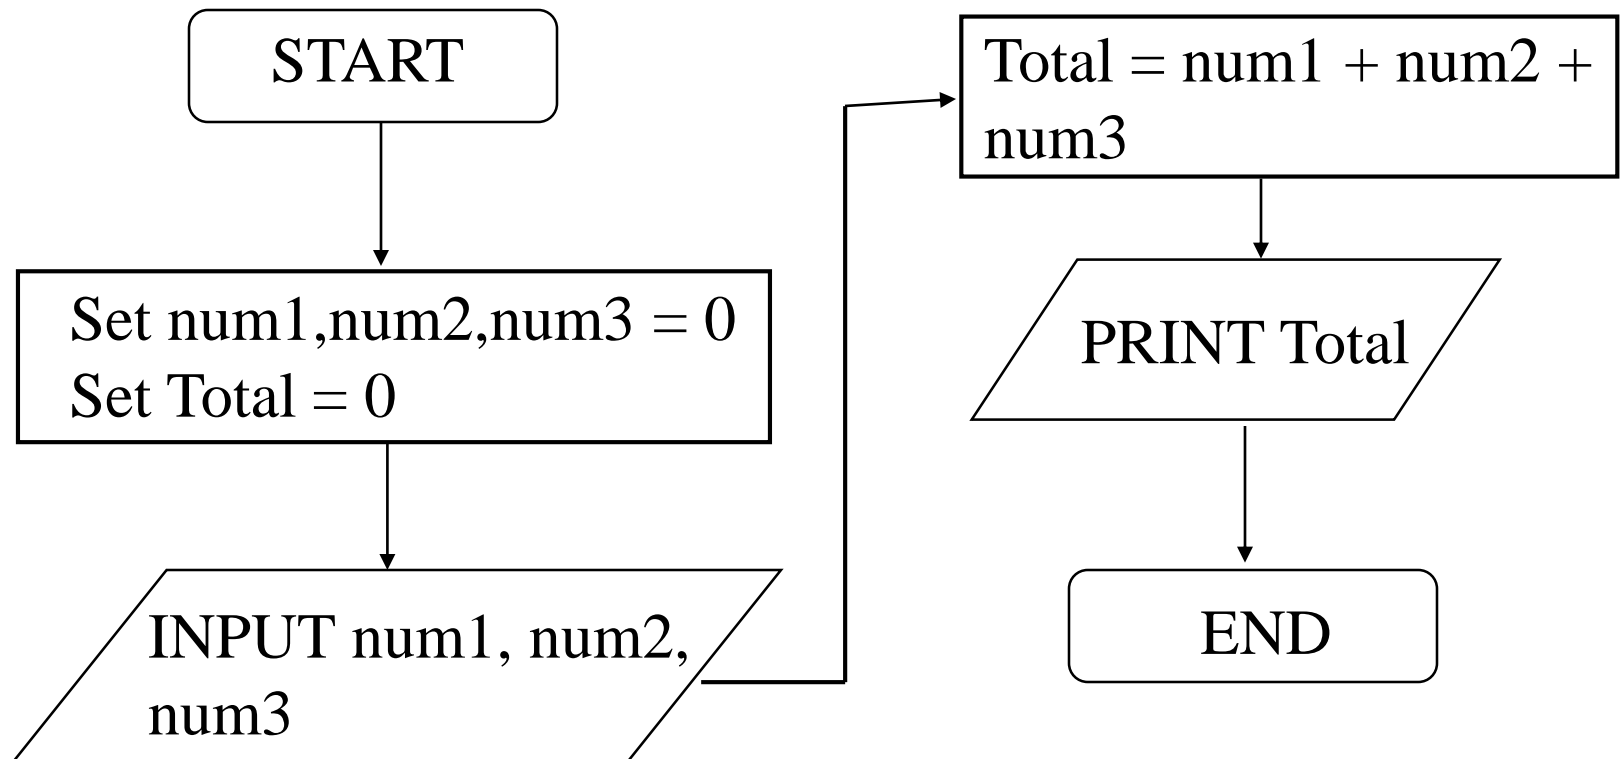 START
Set num1,num2,num3 = 0
Set Total = 0
INPUT num1, num2,
num3
Total = num1 + num2 +
num3
PRINT Total
END